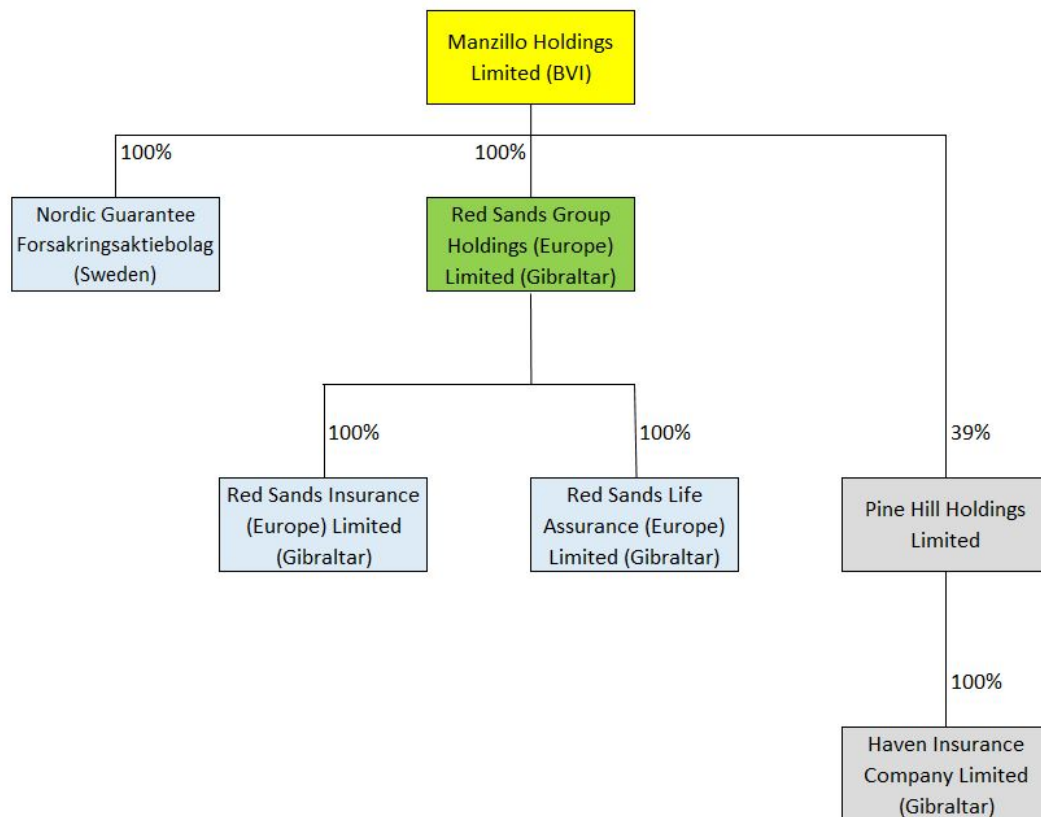 Manzillo Holdings
Limited (BVI)
100%
100%
Nordic Guarantee
Forsakringsaktiebolag
(Sweden)
Red Sands Group
Holdings (Europe)
Limited (Gibraltar)
100%
100%
39%
Red Sands Insurance
(Europe) Limited
(Gibraltar)
Red Sands Life
Assurance (Europe)
Limited (Gibraltar)
Pine Hill Holdings
Limited
100%
Haven Insurance
Company Limited
(Gibraltar)